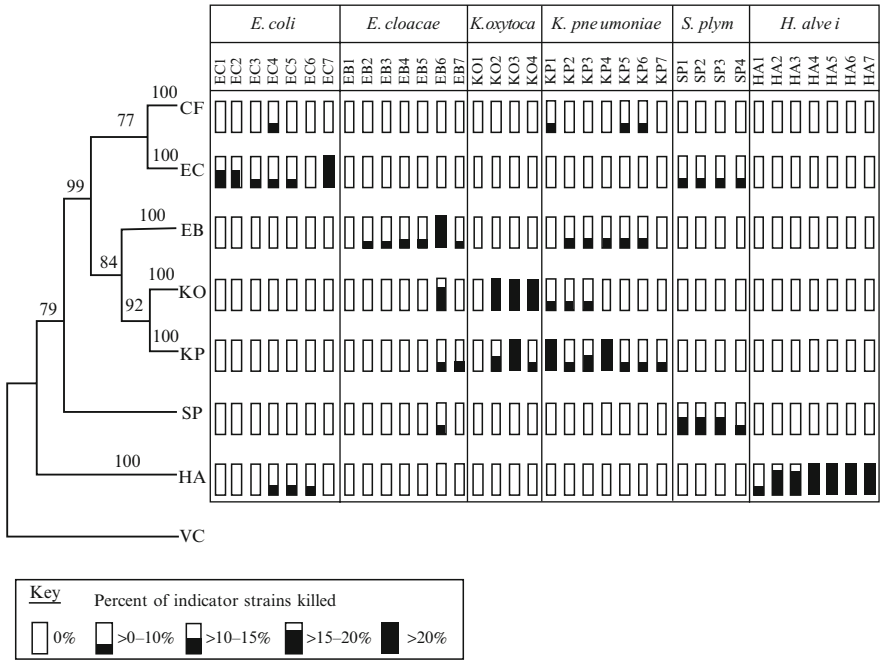 E. coli E. cloacae K.oxytoca K. pneumoniae S. plym H. alve i
EC1 EC2 EC3 EC4 EC5 EC6 EC7 EB1 EB2 EB3 EB4 EB5 EB6 EB7 KO1 KO2 KO3 KO4 KP1 KP2 KP3 KP4 KP5 KP6 KP7 SP1 SP2 SP3 SP4 HA1 HA2 HA3 HA4 HA5 HA6 HA7
100 CF
77
100 EC
99
100 EB
84
100 KO
92
79
100 KP
SP
100 HA
VC
Key Percent of indicator strains killed
0% >0–10% >10–15% >15–20% >20%